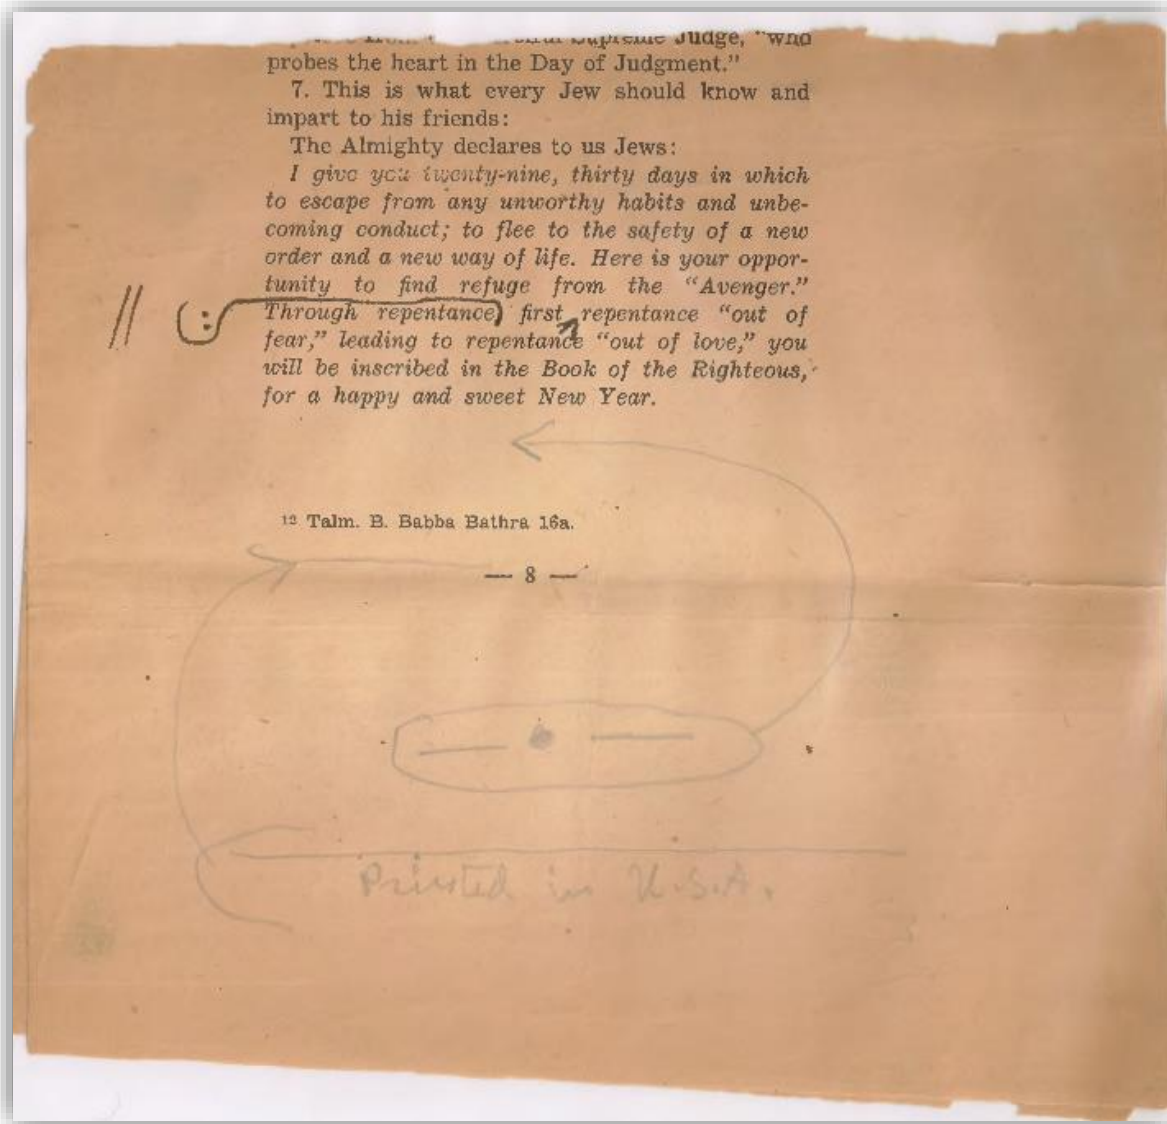 Supreme Judge, "who
probes the heart in the Day of Judgment."
7. This is what every Jew should know and
impart to his friends:
The Almighty declares to us Jews:
I give you twenty-nine, thirty days in which
to escape from any unworthy habits and unbe-
coming conduct; to flee to the safety of a new
order and a new way of life. Here is your oppor-
tunity to find refuge from the "Avenger."
Through repentance, first repentance "out of
fear," leading to repentance "out of love," you
will be inscribed in the Book of the Righteous,
for a happy and sweet New Year.
12 Talm. B. Babba Bathra 16a.
— 8 —
Printed in U.S.A.